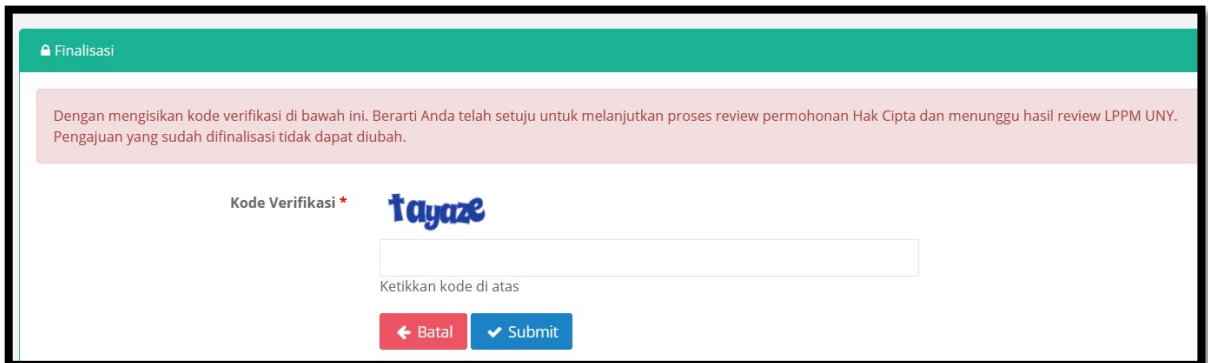 Finalisasi
Dengan mengisikan kode verifikasi di bawah ini. Berarti Anda telah setuju untuk melanjutkan proses review permohonan Hak Cipta dan menunggu hasil review LPPM UNY.
Pengajuan yang sudah difinalisasi tidak dapat diubah.
Kode Verifikasi *
tayaze
Ketikkan kode di atas
Batal
Submit